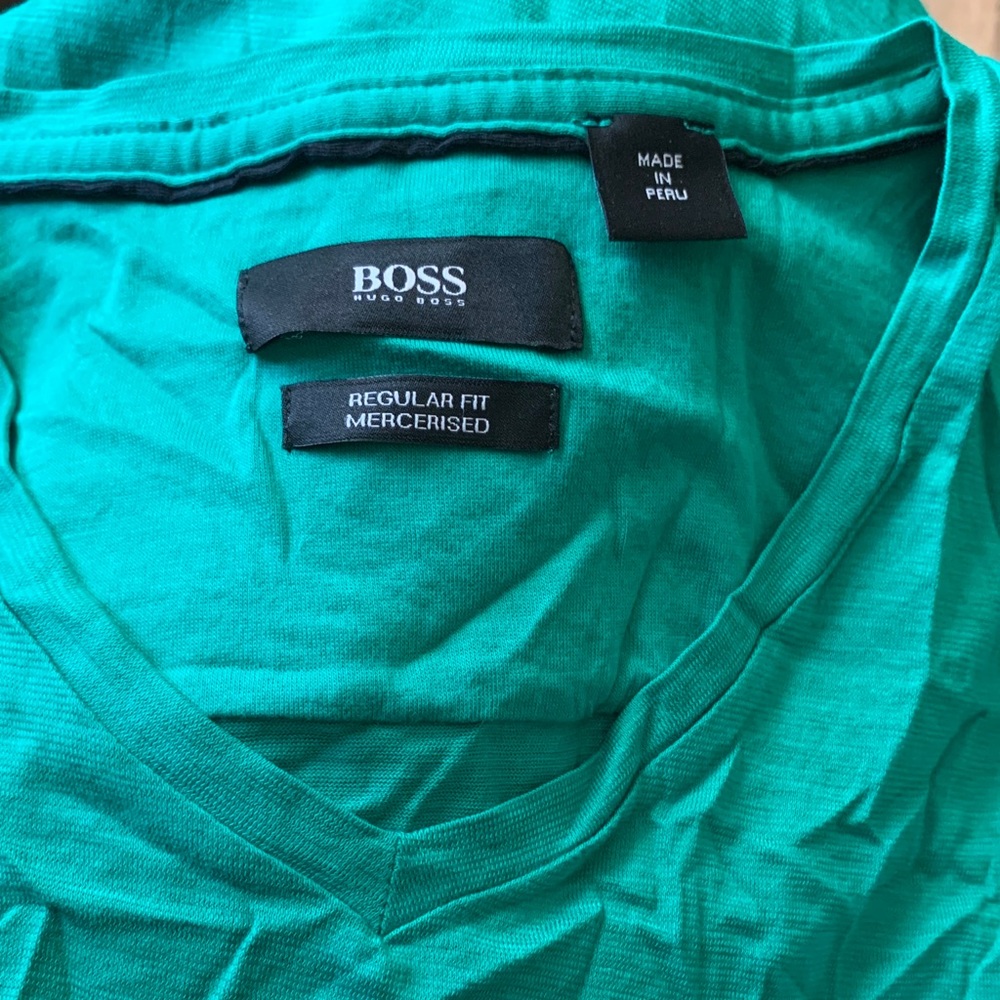 MADE
IN
PERU
BOSS
HUGO BOSS
REGULAR FIT
MERCERISED